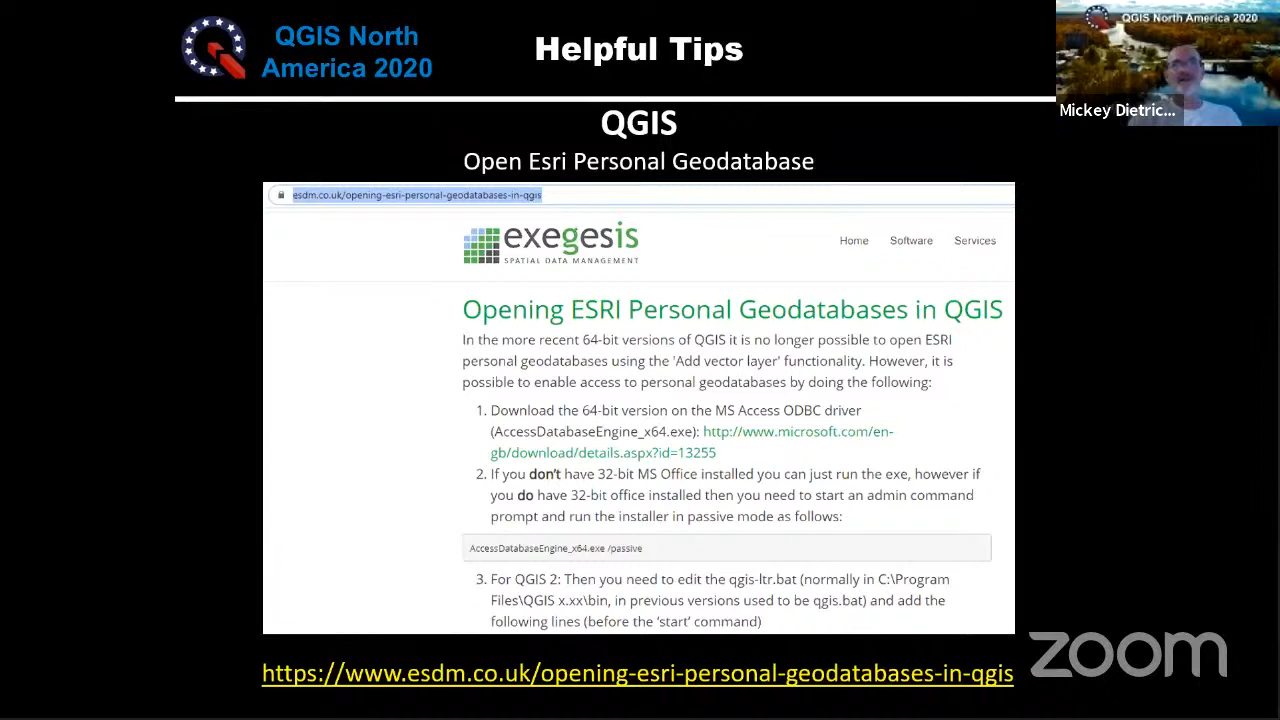 QGIS North
America 2020
Helpful Tips
QGIS North America 2020
Mickey Dietric...
QGIS
Open Esri Personal Geodatabase
esdm.co.uk/opening-esri-personal-geodatabases-in-qgis
exegesis
SPATIAL DATA MANAGEMENT
Home Software Services
Opening ESRI Personal Geodatabases in QGIS
In the more recent 64-bit versions of QGIS it is no longer possible to open ESRI
personal geodatabases using the 'Add vector layer' functionality. However, it is
possible to enable access to personal geodatabases by doing the following:
1. Download the 64-bit version on the MS Access ODBC driver
(AccessDatabaseEngine_x64.exe): http://www.microsoft.com/en-
gb/download/details.aspx?id=13255
2. If you don't have 32-bit MS Office installed you can just run the exe, however if
you do have 32-bit office installed then you need to start an admin command
prompt and run the installer in passive mode as follows:
AccessDatabaseEngine_x64.exe /passive
3. For QGIS 2: Then you need to edit the qgis-ltr.bat (normally in C:\Program
Files\QGIS x.xx\bin, in previous versions used to be qgis.bat) and add the
following lines (before the 'start' command)
https://www.esdm.co.uk/opening-esri-personal-geodatabases-in-qgis
zoom